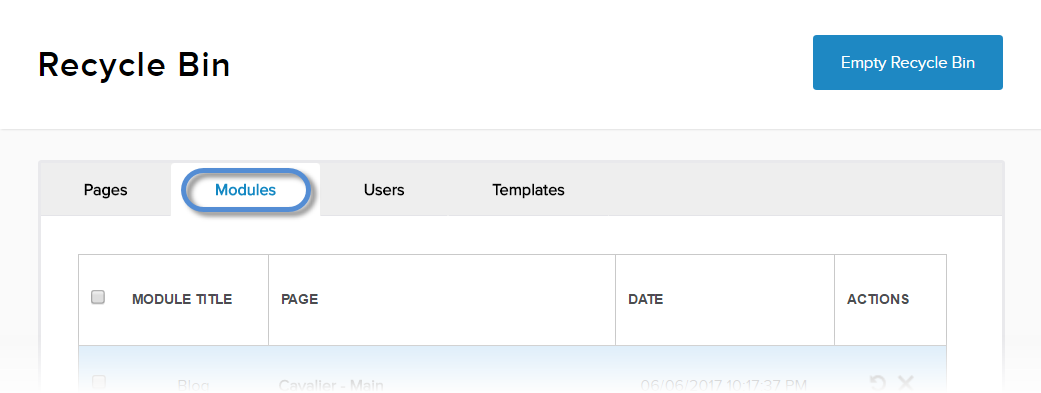 Recycle Bin
Empty Recycle Bin
Pages Modules Users Templates
MODULE TITLE PAGE DATE ACTIONS
Blog Cavalier - Main 06/06/2017 10:17:37 PM